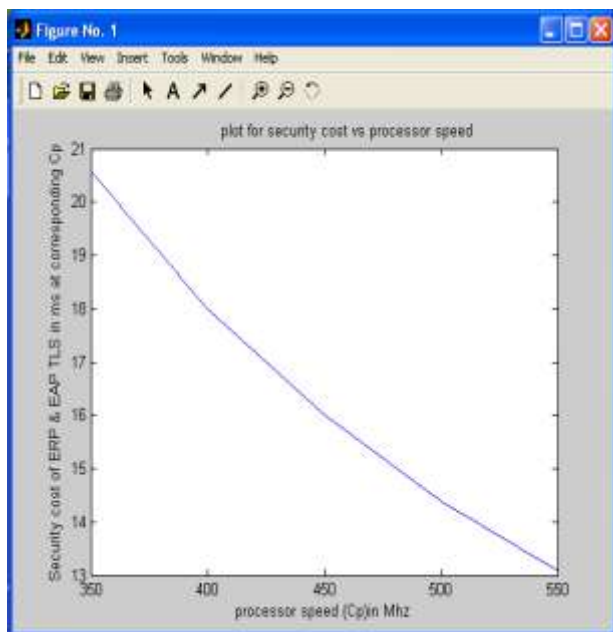 Figure No. 1
File Edit View Insert Tools Window Help
A
plot for security cost vs processor speed
Security cost of ERP & EAP TLS in ms at corresponding Cp
21
20
19
18
17
16
15
14
13
350 400 450 500 550
processor speed (Cp)in Mhz